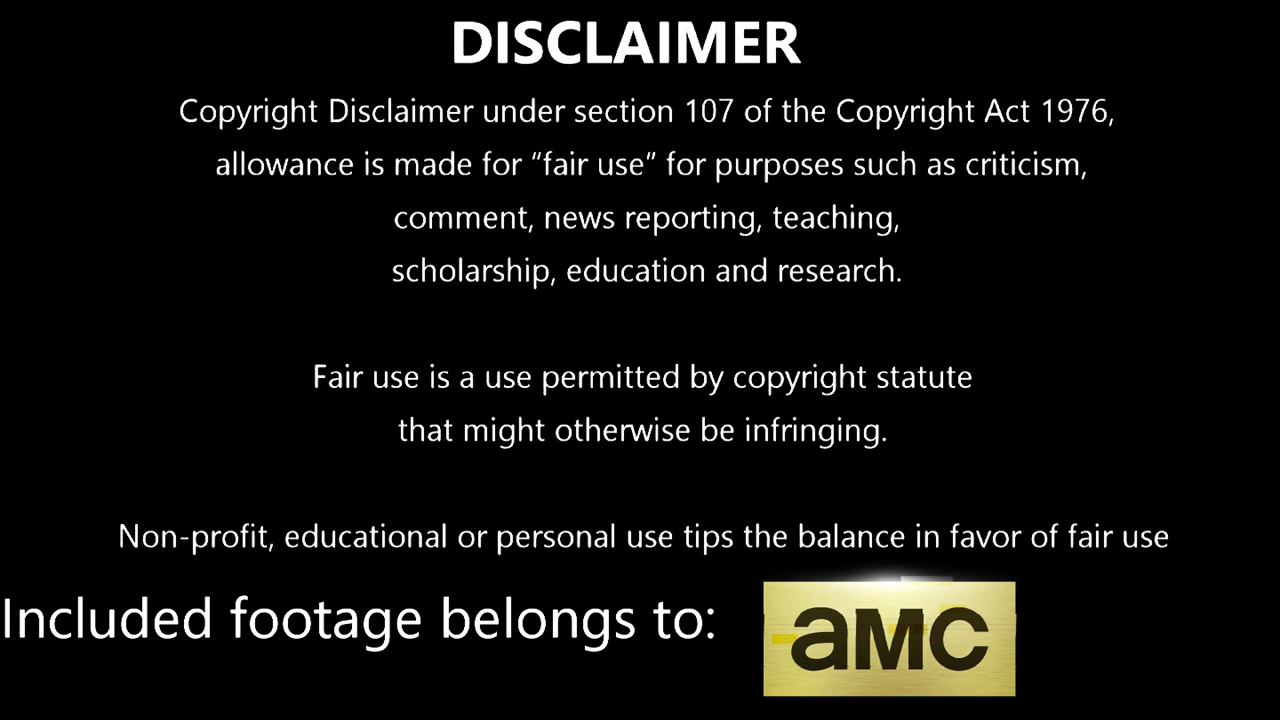 DISCLAIMER
Copyright Disclaimer under section 107 of the Copyright Act 1976,
allowance is made for “fair use” for purposes such as criticism,
comment, news reporting, teaching,
scholarship, education and research.
Fair use is a use permitted by copyright statute
that might otherwise be infringing.
Non-profit, educational or personal use tips the balance in favor of fair use
Included footage belongs to:
aMC